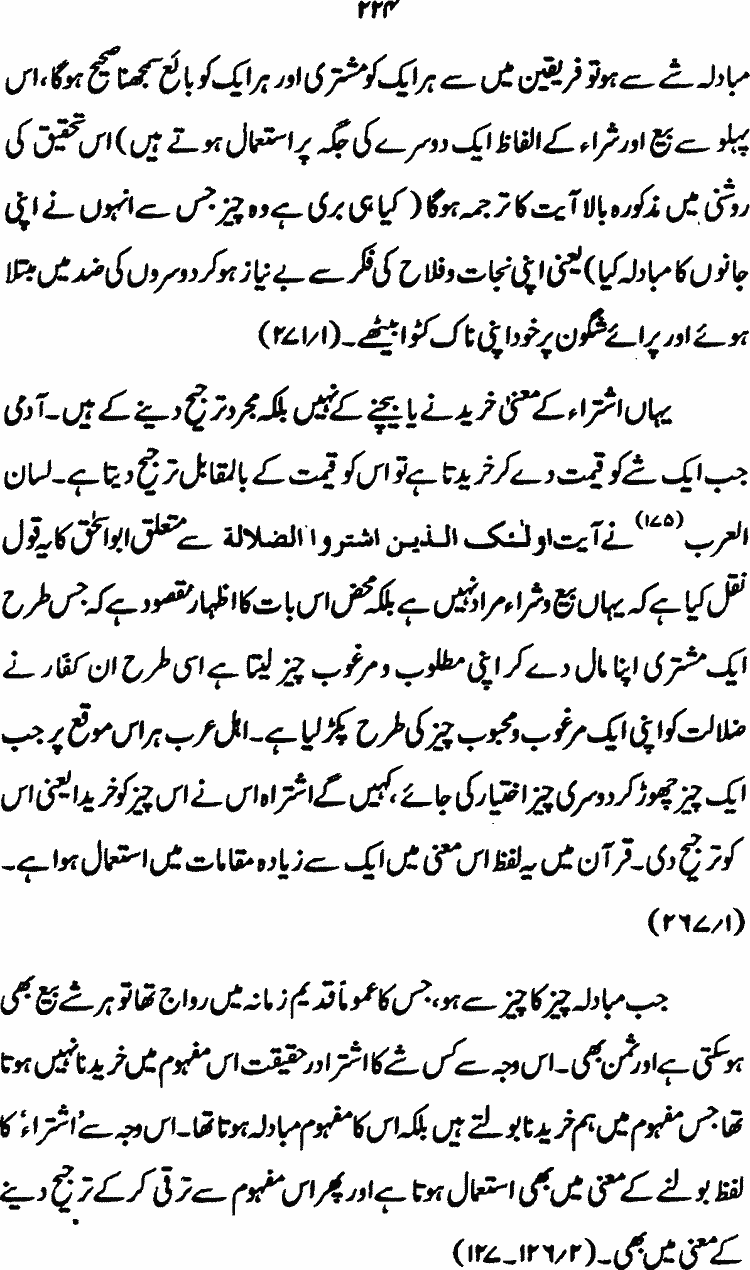 ۲۲۴
مبادلہ شے سے ہو تو فریقین میں سے ہر ایک کو مشتری اور ہر ایک کو بائع سمجھنا صحیح ہوگا، اس
پہلو سے بیع اور شراء کے الفاظ ایک دوسرے کی جگہ پر استعمال ہوتے ہیں) اس تحقیق کی
روشنی میں مذکورہ بالا آیت کا ترجمہ ہوگا (کیا ہی بری ہے وہ چیز جس سے انہوں نے اپنی
جانوں کا مبادلہ کیا) یعنی اپنی نجات و فلاح کی فکر سے بے نیاز ہو کر دوسروں کی ضد میں مبتلا
ہوئے اور پرائے شگون پر خود اپنی ناک کٹوا بیٹھے۔ (۲۷۱/۱)
یہاں اشتراء کے معنیٰ خریدنے یا بیچنے کے نہیں بلکہ مجرد ترجیح دینے کے ہیں۔ آدمی
جب ایک شے کو قیمت دے کر خریدتا ہے تو اس کو قیمت کے بالمقابل ترجیح دیتا ہے۔ لسان
العرب (۱۷۵) نے آیت اولٰئک الذین اشتروا الضلالة سے متعلق ابو اسحٰق کا یہ قول
نقل کیا ہے کہ یہاں بیع و شراء مراد نہیں ہے بلکہ محض اس بات کا اظہار مقصود ہے کہ جس طرح
ایک مشتری اپنا مال دے کر اپنی مطلوب و مرغوب چیز لیتا ہے اسی طرح ان کفار نے
ضلالت کو اپنی ایک مرغوب و محبوب چیز کی طرح پکڑ لیا ہے۔ اہل عرب ہر اس موقع پر جب
ایک چیز چھوڑ کر دوسری چیز اختیار کی جائے، کہیں گے اشتراہ اس نے اس چیز کو خریدا یعنی اس
کو ترجیح دی۔ قرآن میں یہ لفظ اس معنی میں ایک سے زیادہ مقامات میں استعمال ہوا ہے۔
(۲۶۷/۱)
جب مبادلہ چیز کا چیز سے ہو، جس کا عموماً قدیم زمانہ میں رواج تھا تو ہر شے بیع بھی
ہو سکتی ہے اور ثمن بھی۔ اس وجہ سے کس شے کا اشترا در حقیقت اس مفہوم میں خریدنا نہیں ہوتا
تھا جس مفہوم میں ہم خریدنا بولتے ہیں بلکہ اس کا مفہوم مبادلہ ہوتا تھا۔ اس وجہ سے ’اشتراء‘ کا
لفظ بولنے کے معنی میں بھی استعمال ہوتا ہے اور پھر اس مفہوم سے ترقی کر کے ترجیح دینے
کے معنی میں بھی۔ (۱۲۶/۲۔۱۲۷)